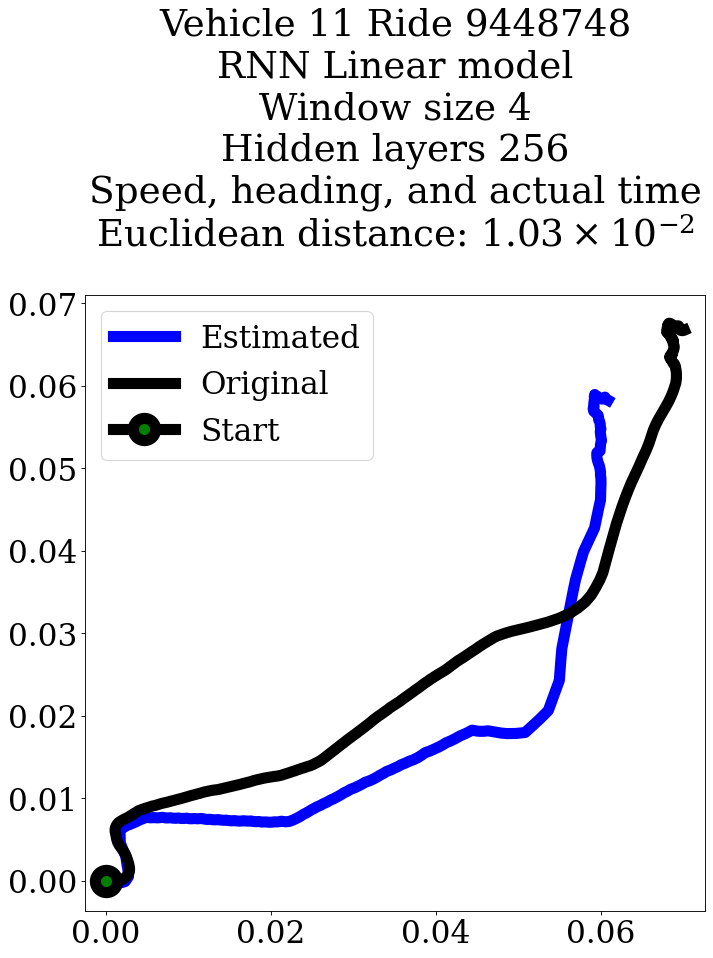 Vehicle 11 Ride 9448748
RNN Linear model
Window size 4
Hidden layers 256
Speed, heading, and actual time
Euclidean distance: 1.03 × 10⁻²
0.07
Estimated
0.06
Original
Start
0.05
0.04
0.03
0.02
0.01
0.00
0.00 0.02 0.04 0.06